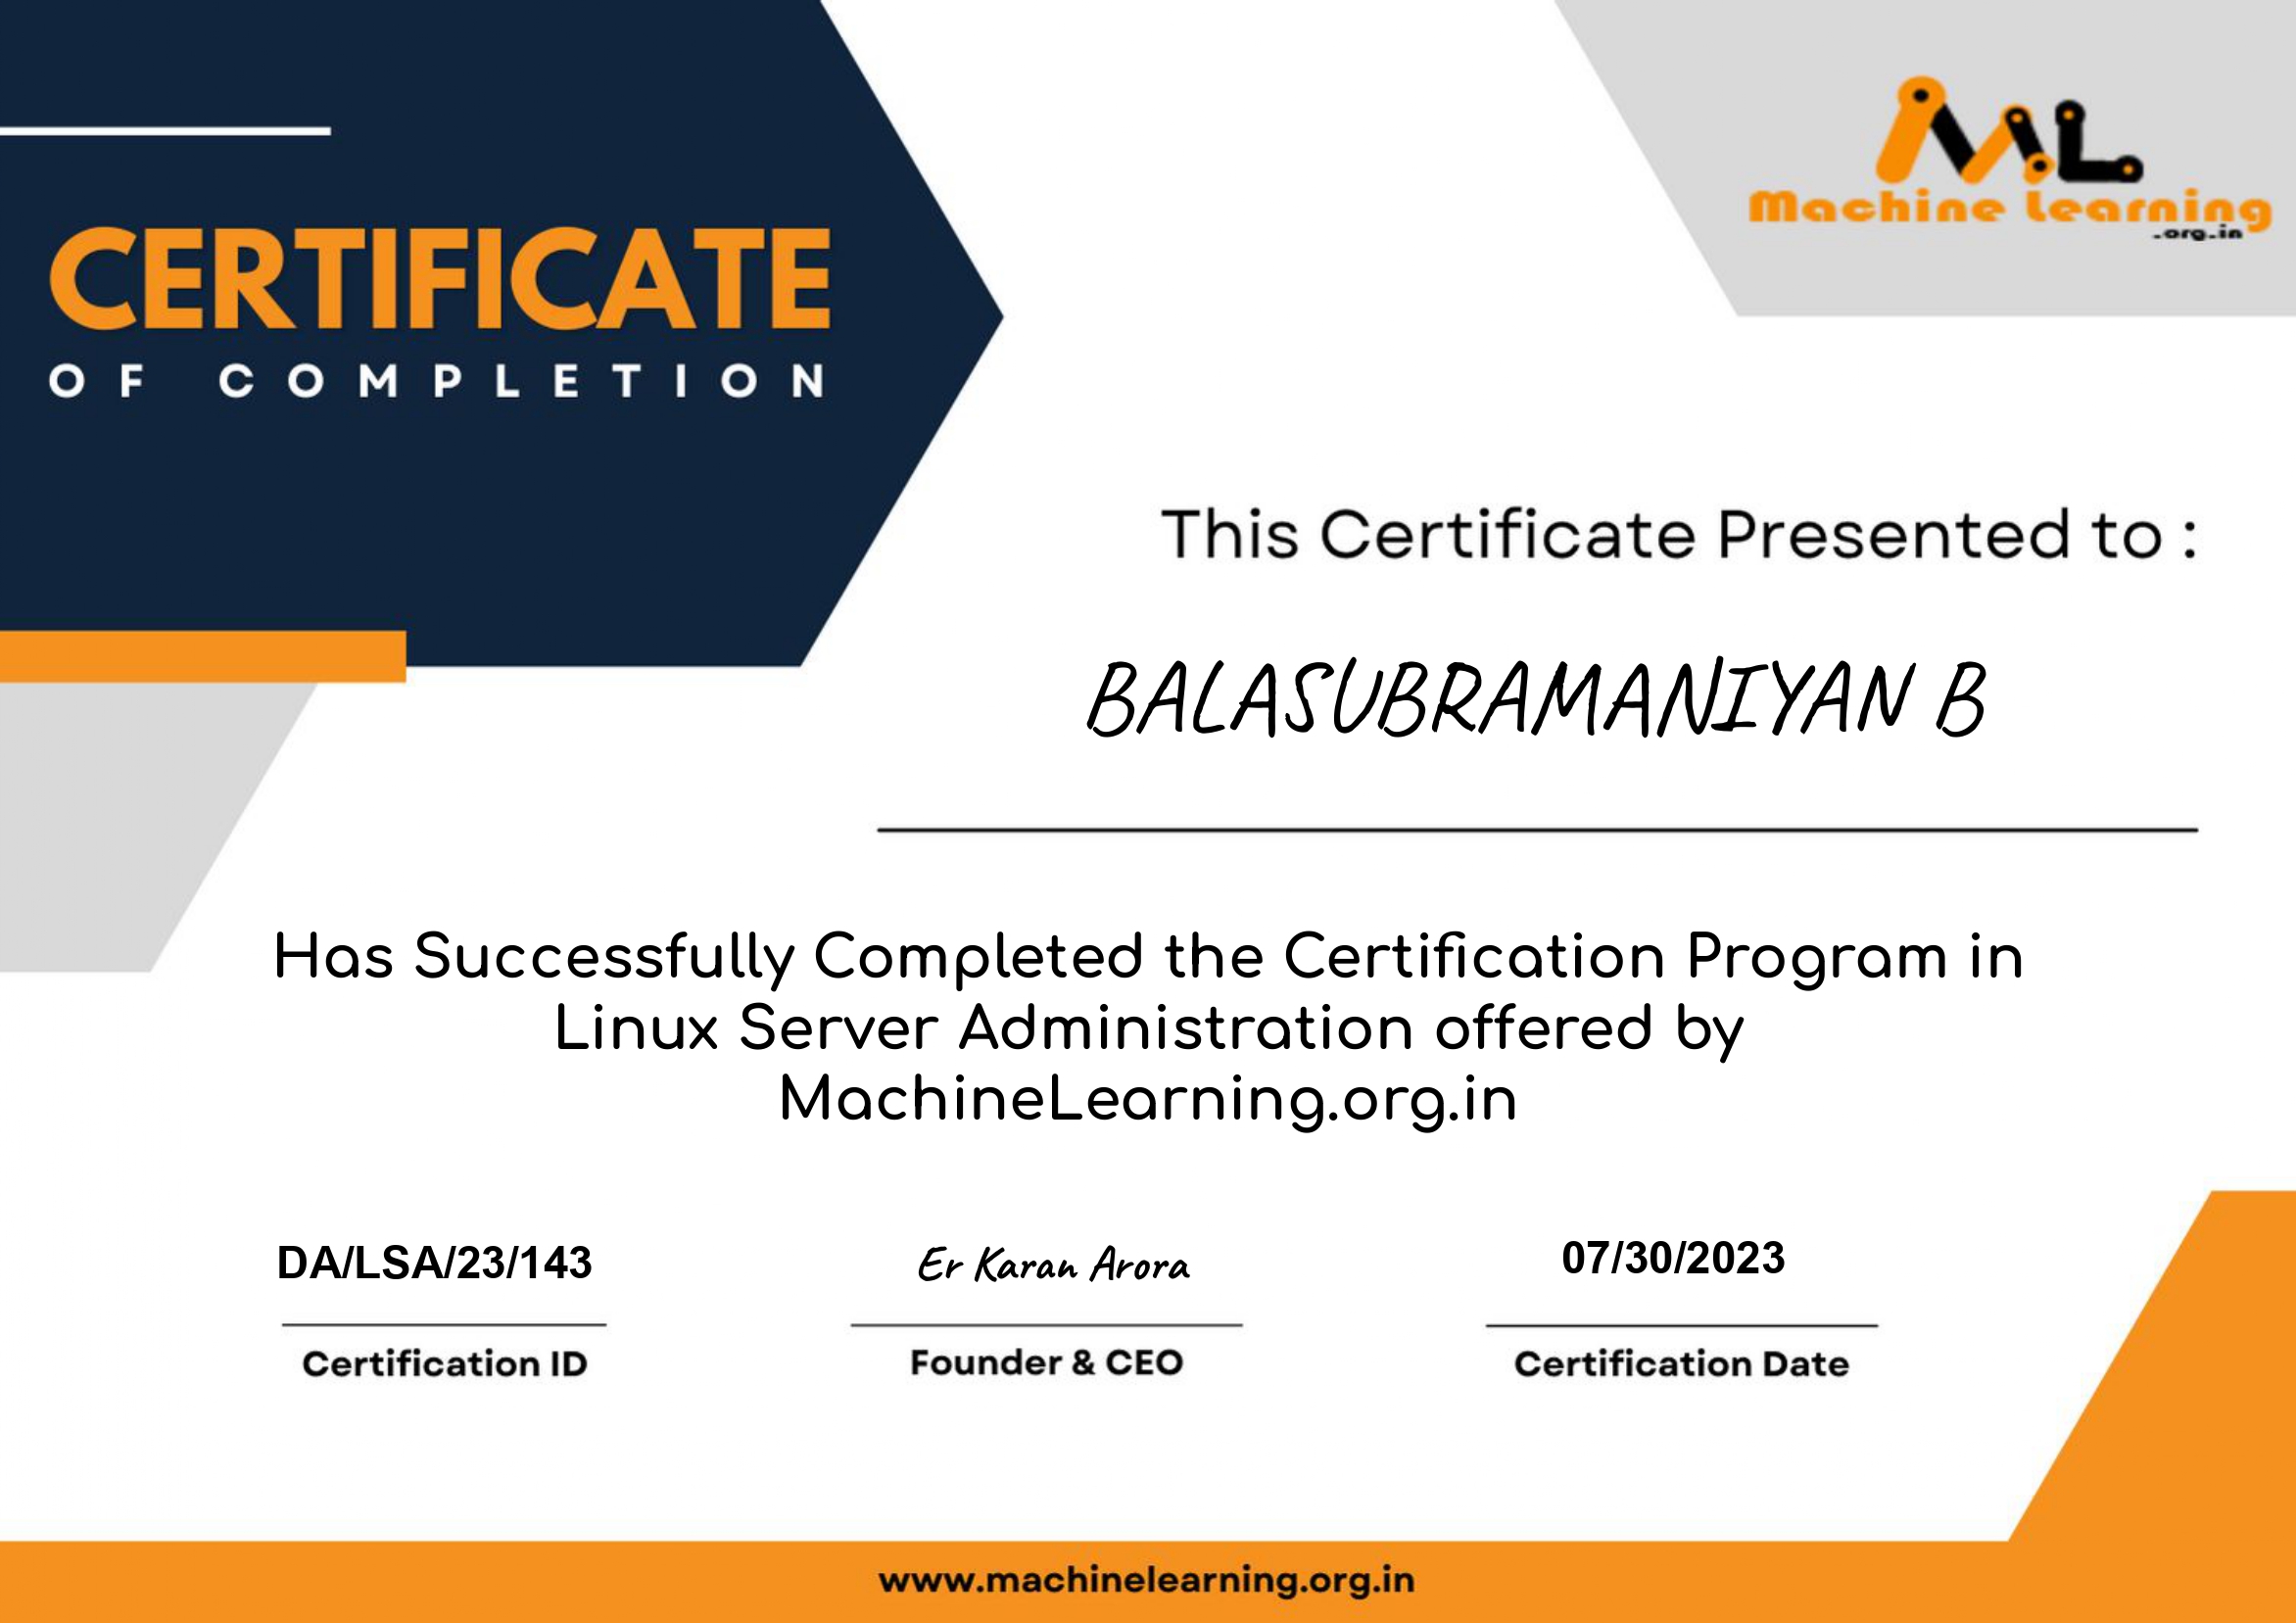 CERTIFICATE
OF COMPLETION
ML
Machine Learning
.org.in
This Certificate Presented to :
BALASUBRAMANIYAN B
Has Successfully Completed the Certification Program in
Linux Server Administration offered by
MachineLearning.org.in
DA/LSA/23/143
Certification ID
Er Karan Arora
Founder & CEO
07/30/2023
Certification Date
www.machinelearning.org.in